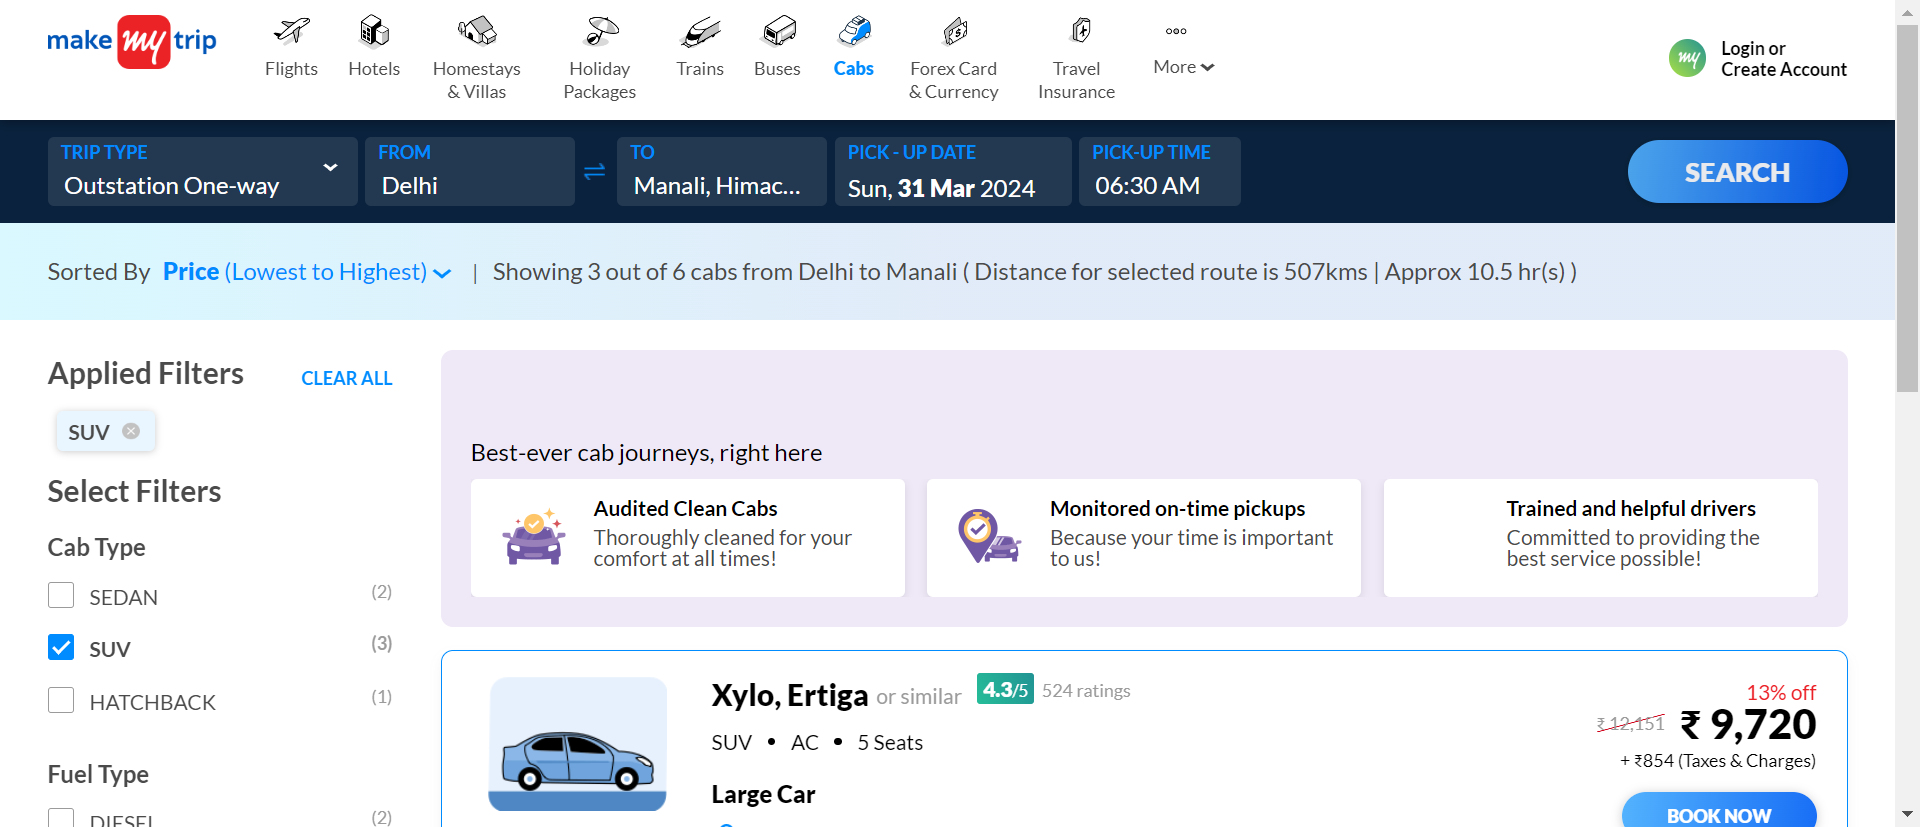 make my trip
Flights
Hotels
Homestays
& Villas
Holiday
Packages
Trains
Buses
Cabs
Forex Card
& Currency
Travel
Insurance
More
my
Login or
Create Account
TRIP TYPE
Outstation One-way
FROM
Delhi
TO
Manali, Himac...
PICK - UP DATE
Sun, 31 Mar 2024
PICK-UP TIME
06:30 AM
SEARCH
Sorted By Price (Lowest to Highest) | Showing 3 out of 6 cabs from Delhi to Manali ( Distance for selected route is 507kms | Approx 10.5 hr(s) )
Applied Filters
CLEAR ALL
SUV
Select Filters
Cab Type
SEDAN (2)
SUV (3)
HATCHBACK (1)
Fuel Type
DIESEL (2)
Best-ever cab journeys, right here
Audited Clean Cabs
Thoroughly cleaned for your
comfort at all times!
Monitored on-time pickups
Because your time is important
to us!
Trained and helpful drivers
Committed to providing the
best service possible!
Xylo, Ertiga or similar 4.3/5 524 ratings
SUV • AC • 5 Seats
Large Car
13% off
₹ 12,151 ₹ 9,720
+ ₹854 (Taxes & Charges)
BOOK NOW